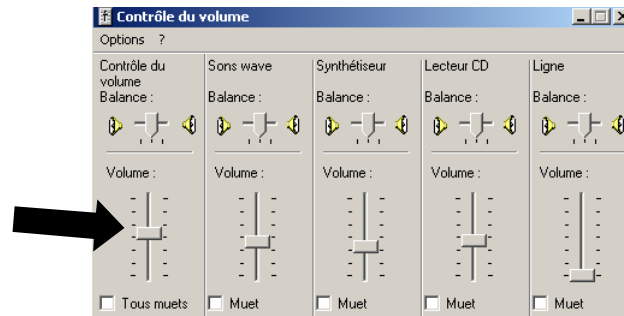 Contrôle du volume
Options ?
Contrôle du volume
Balance :
Volume :
Tous muets
Sons wave
Balance :
Volume :
Muet
Synthétiseur
Balance :
Volume :
Muet
Lecteur CD
Balance :
Volume :
Muet
Ligne
Balance :
Volume :
Muet